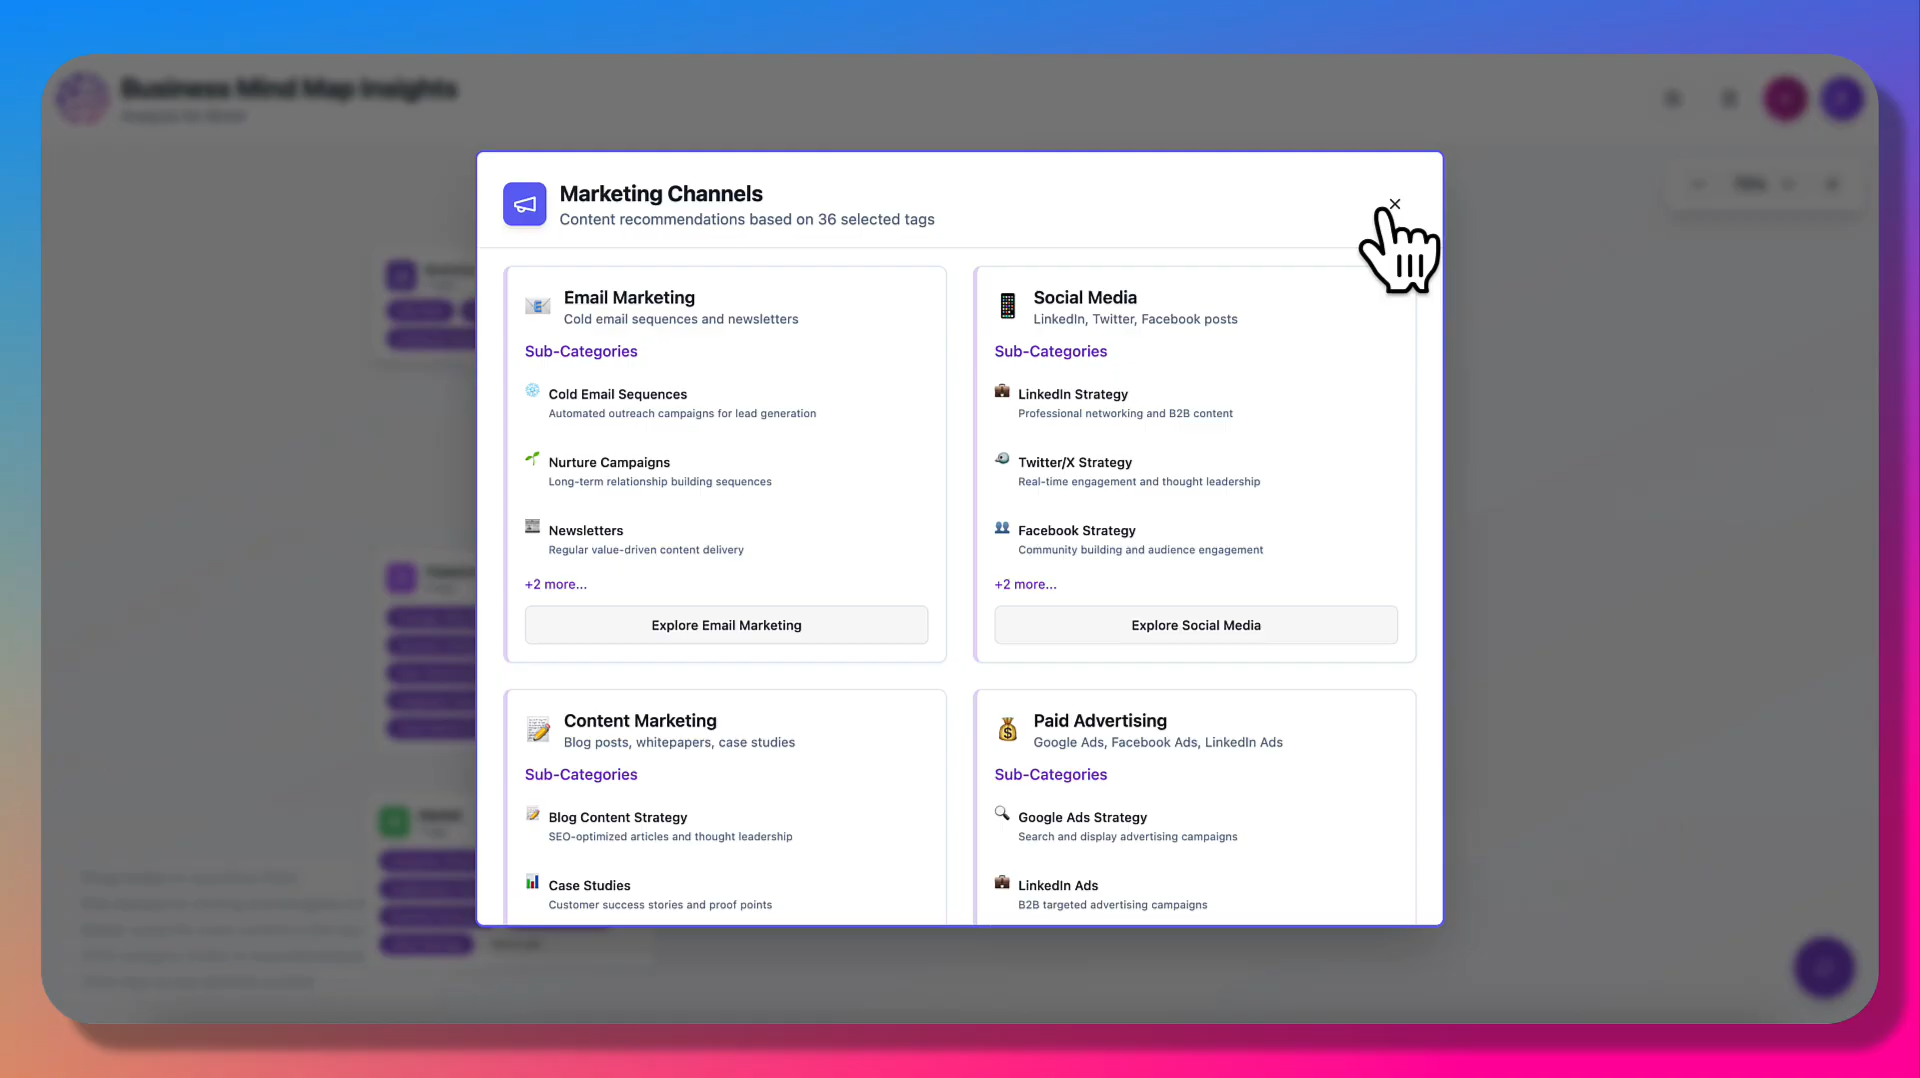 Business Mind Map Insights
Marketing Channels
Content recommendations based on 36 selected tags
Email Marketing
Cold email sequences and newsletters
Sub-Categories
Cold Email Sequences
Automated outreach campaigns for lead generation
Nurture Campaigns
Long-term relationship building sequences
Newsletters
Regular value-driven content delivery
+2 more...
Explore Email Marketing
Social Media
LinkedIn, Twitter, Facebook posts
Sub-Categories
LinkedIn Strategy
Professional networking and B2B content
Twitter/X Strategy
Real-time engagement and thought leadership
Facebook Strategy
Community building and audience engagement
+2 more...
Explore Social Media
Content Marketing
Blog posts, whitepapers, case studies
Sub-Categories
Blog Content Strategy
SEO-optimized articles and thought leadership
Case Studies
Customer success stories and proof points
Paid Advertising
Google Ads, Facebook Ads, LinkedIn Ads
Sub-Categories
Google Ads Strategy
Search and display advertising campaigns
LinkedIn Ads
B2B targeted advertising campaigns